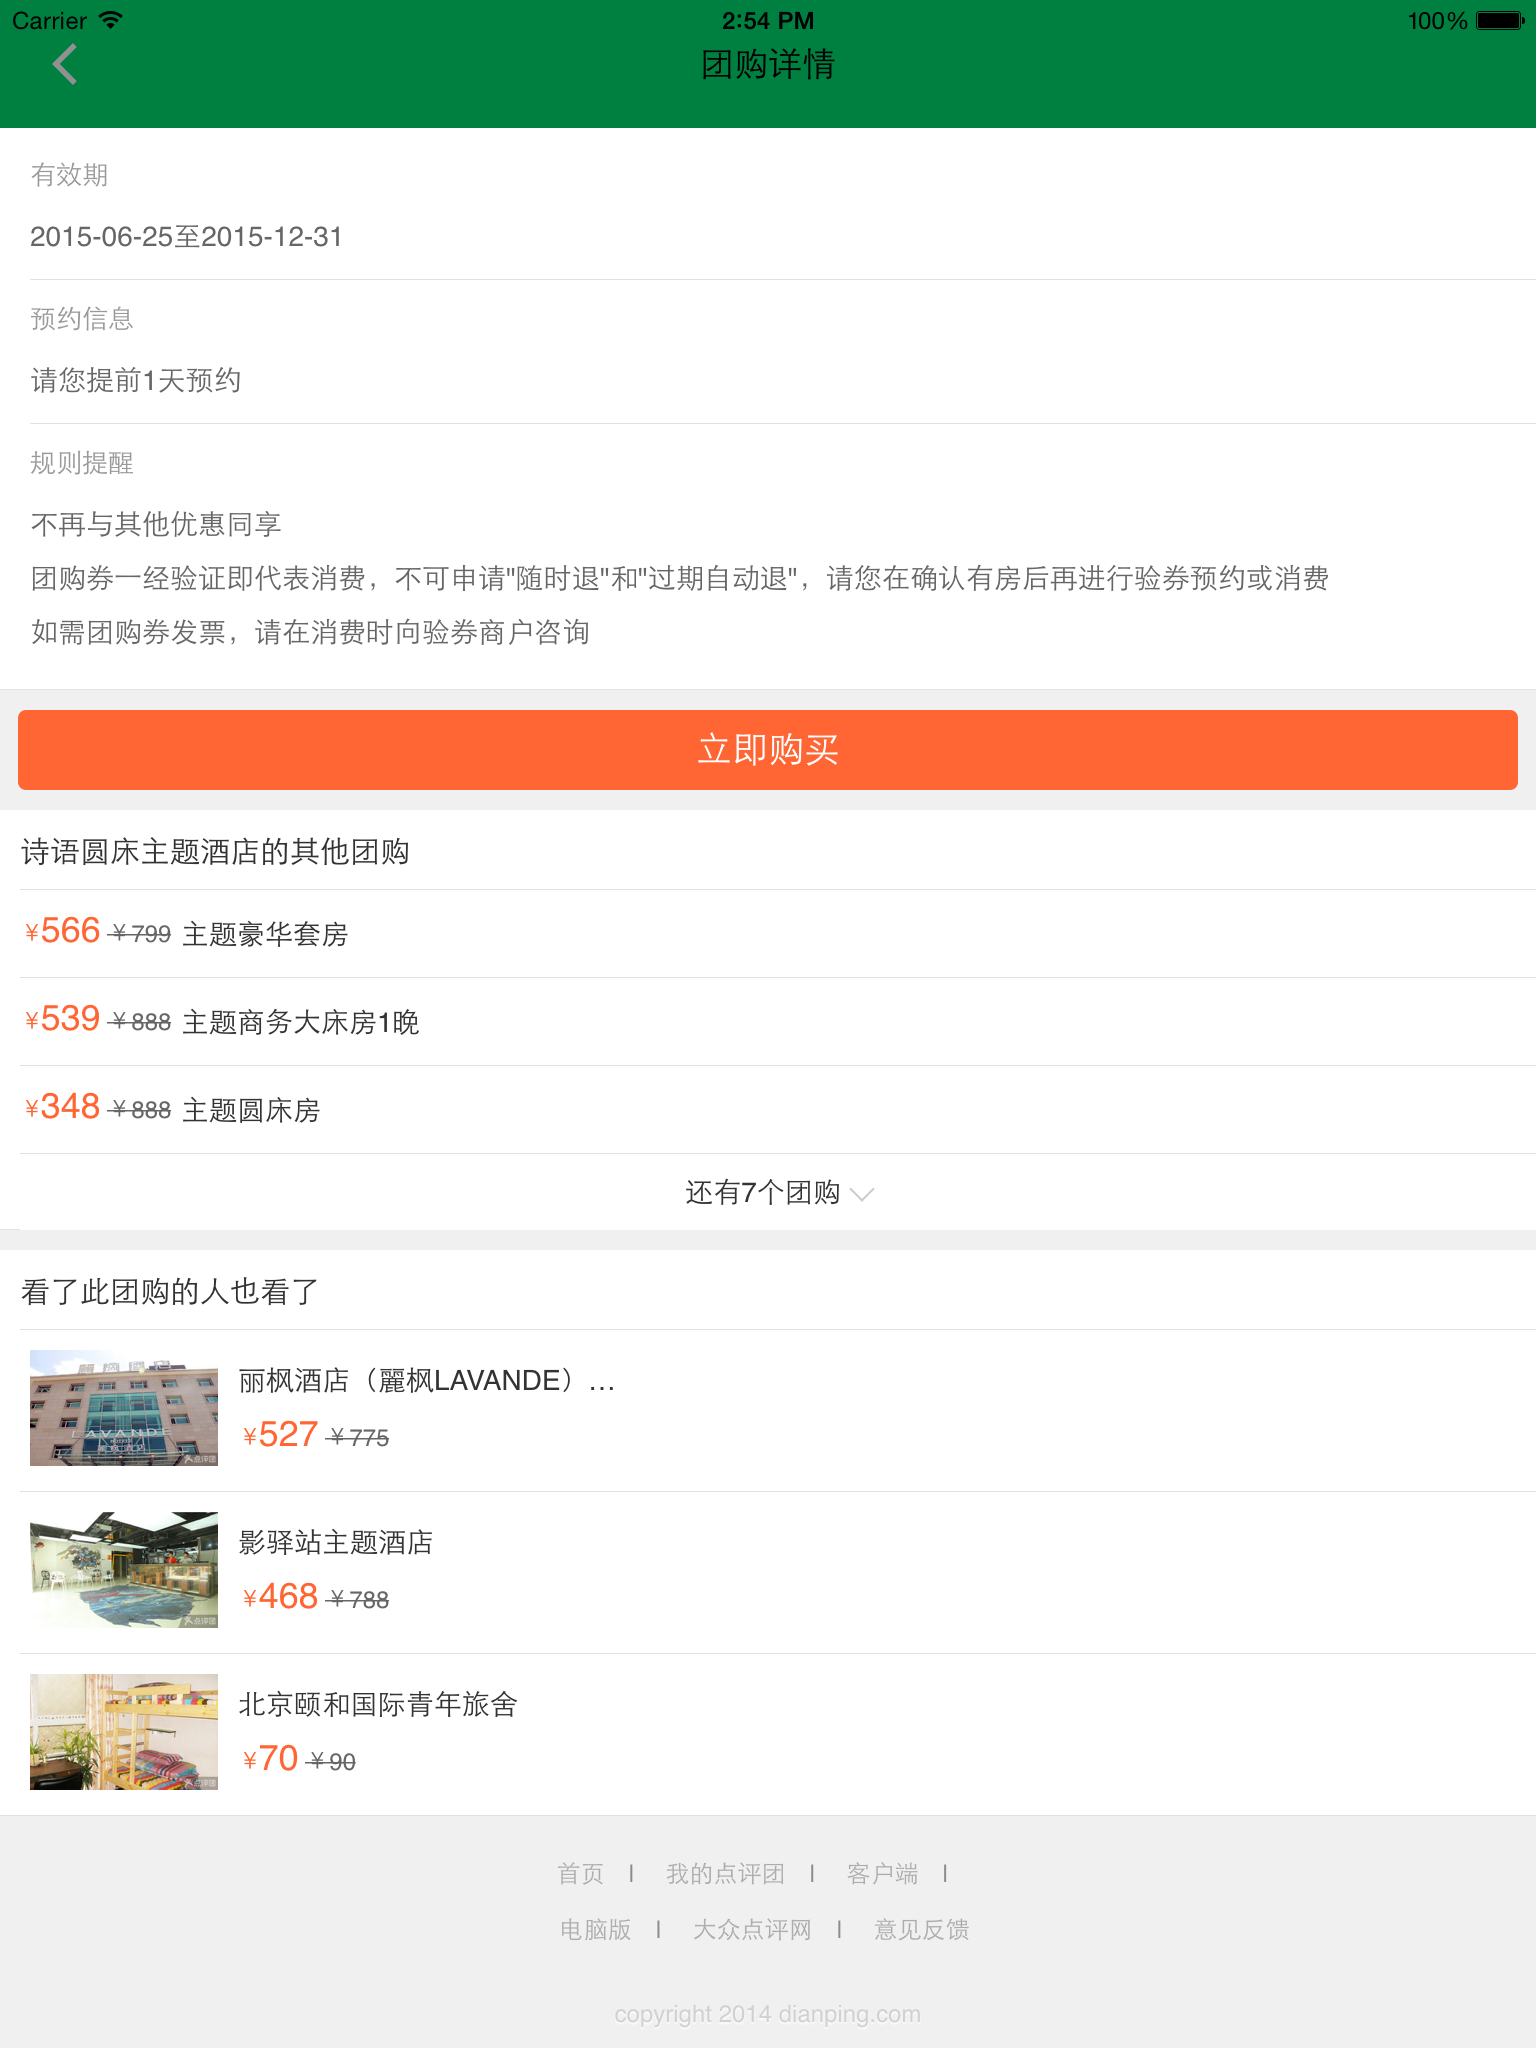 Carrier 2:54 PM 100%
团购详情
有效期
2015-06-25至2015-12-31
预约信息
请您提前1天预约
规则提醒
不再与其他优惠同享
团购券一经验证即代表消费，不可申请"随时退"和"过期自动退"，请您在确认有房后再进行验券预约或消费
如需团购券发票，请在消费时向验券商户咨询
立即购买
诗语圆床主题酒店的其他团购
¥566 ¥799 主题豪华套房
¥539 ¥888 主题商务大床房1晚
¥348 ¥888 主题圆床房
还有7个团购
看了此团购的人也看了
LAVANDE
点评团
丽枫酒店（麗枫LAVANDE）...
¥527 ¥775
点评团
影驿站主题酒店
¥468 ¥788
点评团
北京颐和国际青年旅舍
¥70 ¥90
首页 | 我的点评团 | 客户端 |
电脑版 | 大众点评网 | 意见反馈
copyright 2014 dianping.com